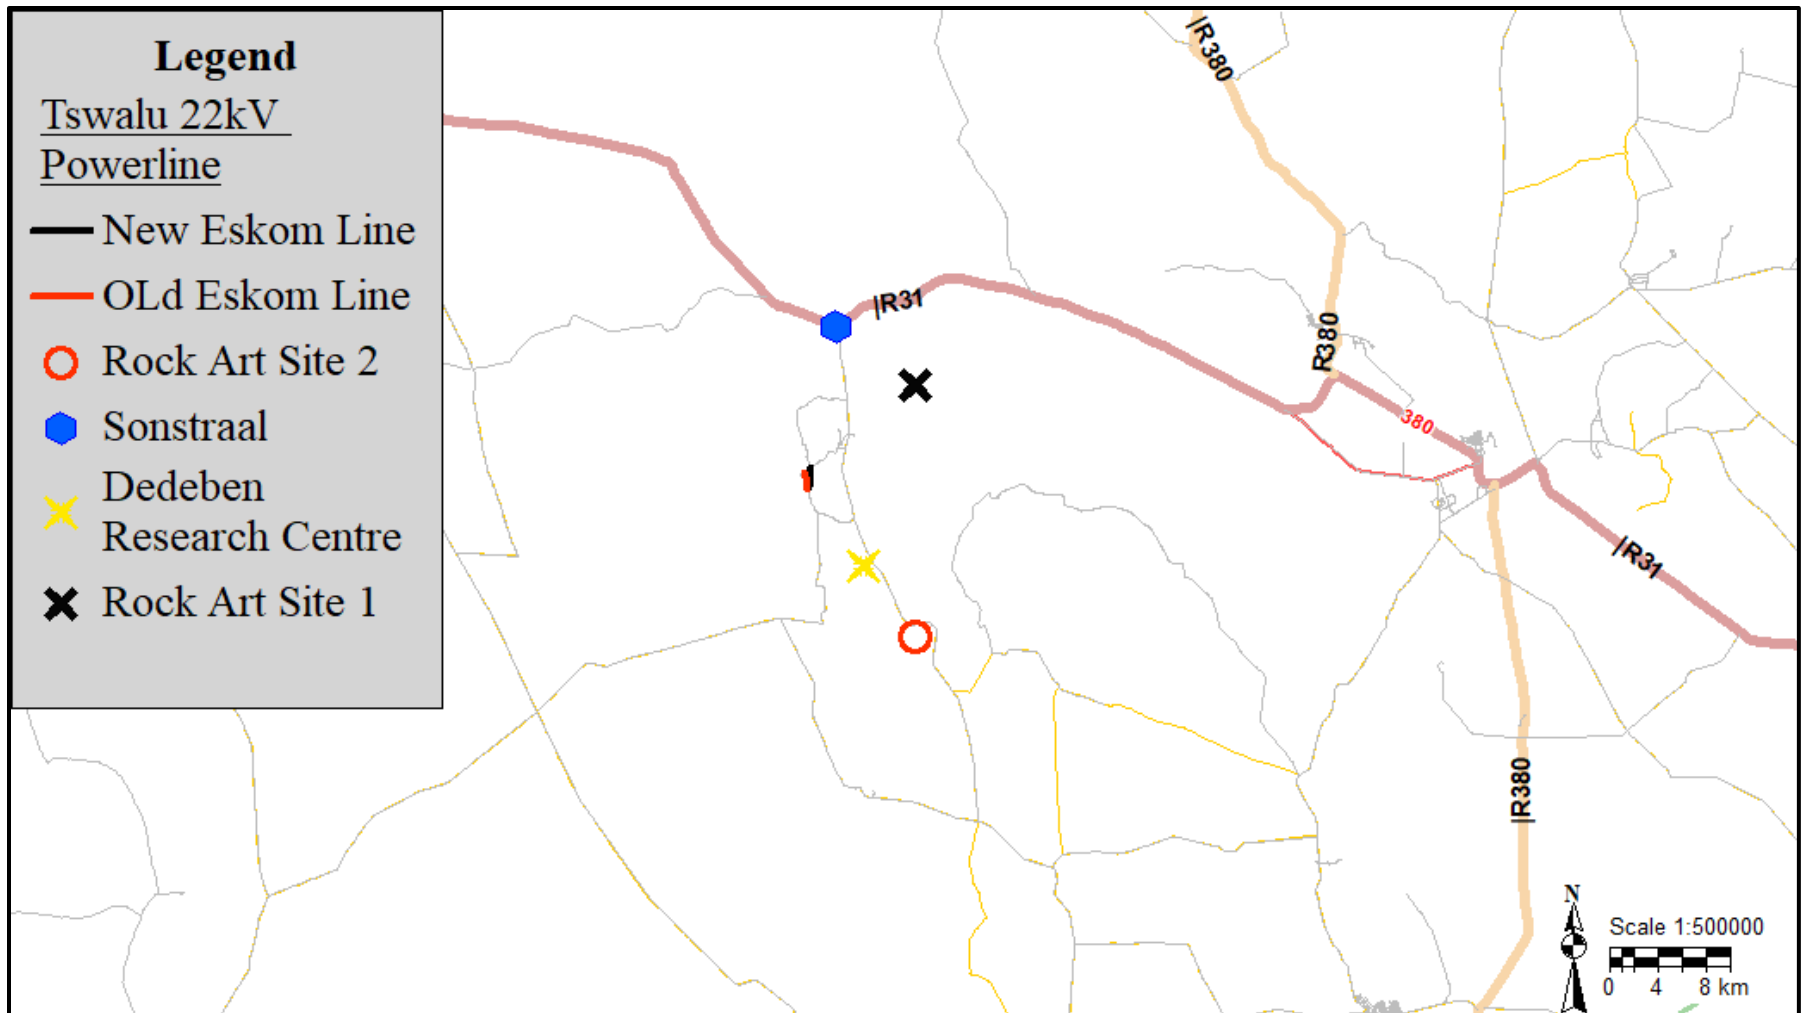 Legend
Tswalu 22kV
Powerline
New Eskom Line
OLd Eskom Line
Rock Art Site 2
Sonstraal
Dedeben
Research Centre
Rock Art Site 1
|R380
|R31
R380
380
|R31
|R380
N
Scale 1:500000
0 4 8 km